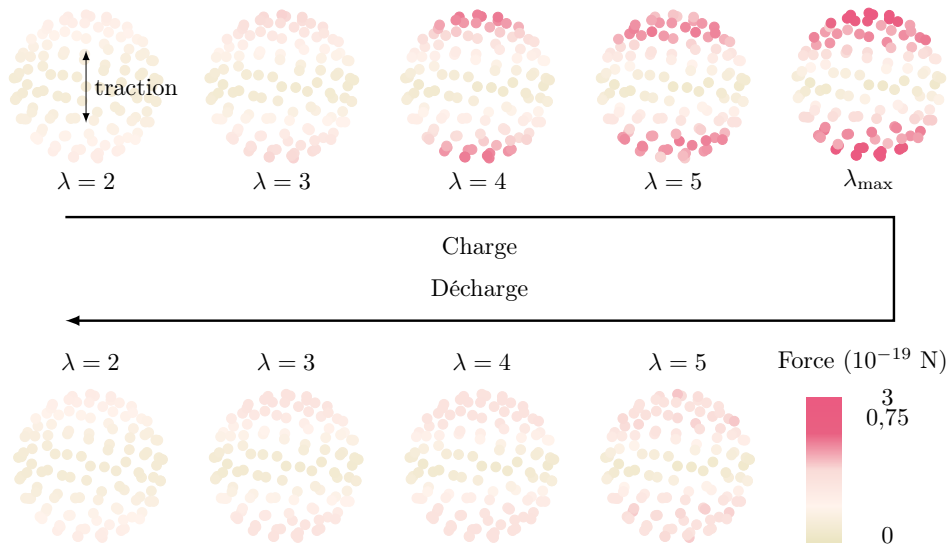 traction
λ = 2
λ = 3
λ = 4
λ = 5
λmax
Charge
Décharge
λ = 2
λ = 3
λ = 4
λ = 5
Force (10⁻¹⁹ N)
3
0,75
0